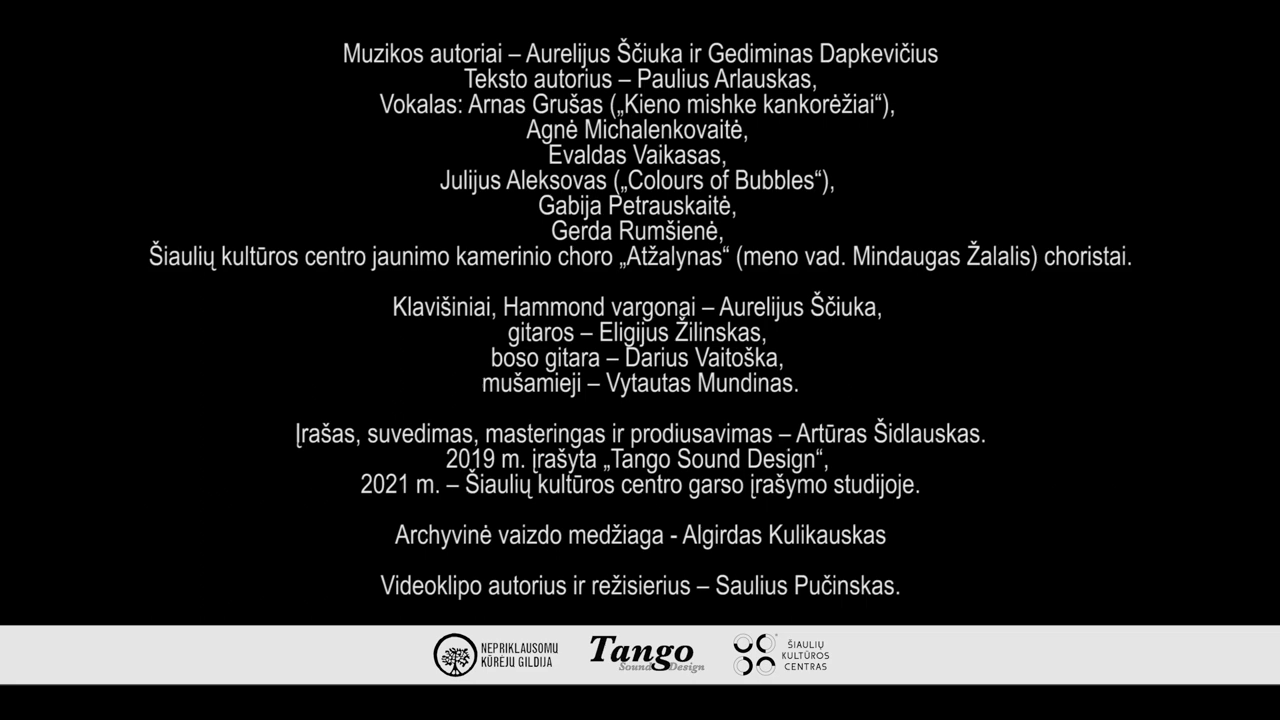 Muzikos autoriai – Aurelijus Ščiuka ir Gediminas Dapkevičius
Teksto autorius – Paulius Arlauskas,
Vokalas: Arnas Grušas („Kieno mishke kankorėžiai“),
Agnė Michalenkovaitė,
Evaldas Vaikasas,
Julijus Aleksovas („Colours of Bubbles“),
Gabija Petrauskaitė,
Gerda Rumšienė,
Šiaulių kultūros centro jaunimo kamerinio choro „Atžalynas“ (meno vad. Mindaugas Žalalis) choristai.
Klavišiniai, Hammond vargonai – Aurelijus Ščiuka,
gitaros – Eligijus Žilinskas,
boso gitara – Darius Vaitoška,
mušamieji – Vytautas Mundinas.
Įrašas, suvedimas, masteringas ir prodiusavimas – Artūras Šidlauskas.
2019 m. įrašyta „Tango Sound Design“,
2021 m. – Šiaulių kultūros centro garso įrašymo studijoje.
Archyvinė vaizdo medžiaga - Algirdas Kulikauskas
Videoklipo autorius ir režisierius – Saulius Pučinskas.
NEPRIKLAUSOMŲ
KŪRĖJŲ GILDIJA
Tango
Sound Design
ŠIAULIŲ
KULTŪROS
CENTRAS